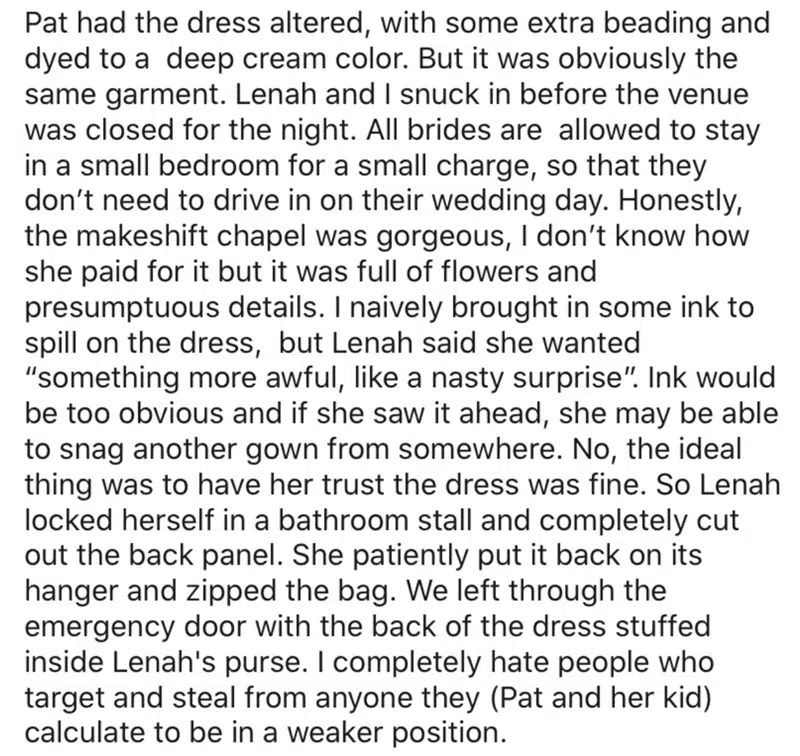 Pat had the dress altered, with some extra beading and
dyed to a  deep cream color. But it was obviously the
same garment. Lenah and I snuck in before the venue
was closed for the night. All brides are  allowed to stay
in a small bedroom for a small charge, so that they
don’t need to drive in on their wedding day. Honestly,
the makeshift chapel was gorgeous, I don’t know how
she paid for it but it was full of flowers and
presumptuous details. I naively brought in some ink to
spill on the dress,  but Lenah said she wanted
“something more awful, like a nasty surprise”. Ink would
be too obvious and if she saw it ahead, she may be able
to snag another gown from somewhere. No, the ideal
thing was to have her trust the dress was fine. So Lenah
locked herself in a bathroom stall and completely cut
out the back panel. She patiently put it back on its
hanger and zipped the bag. We left through the
emergency door with the back of the dress stuffed
inside Lenah's purse. I completely hate people who
target and steal from anyone they (Pat and her kid)
calculate to be in a weaker position.